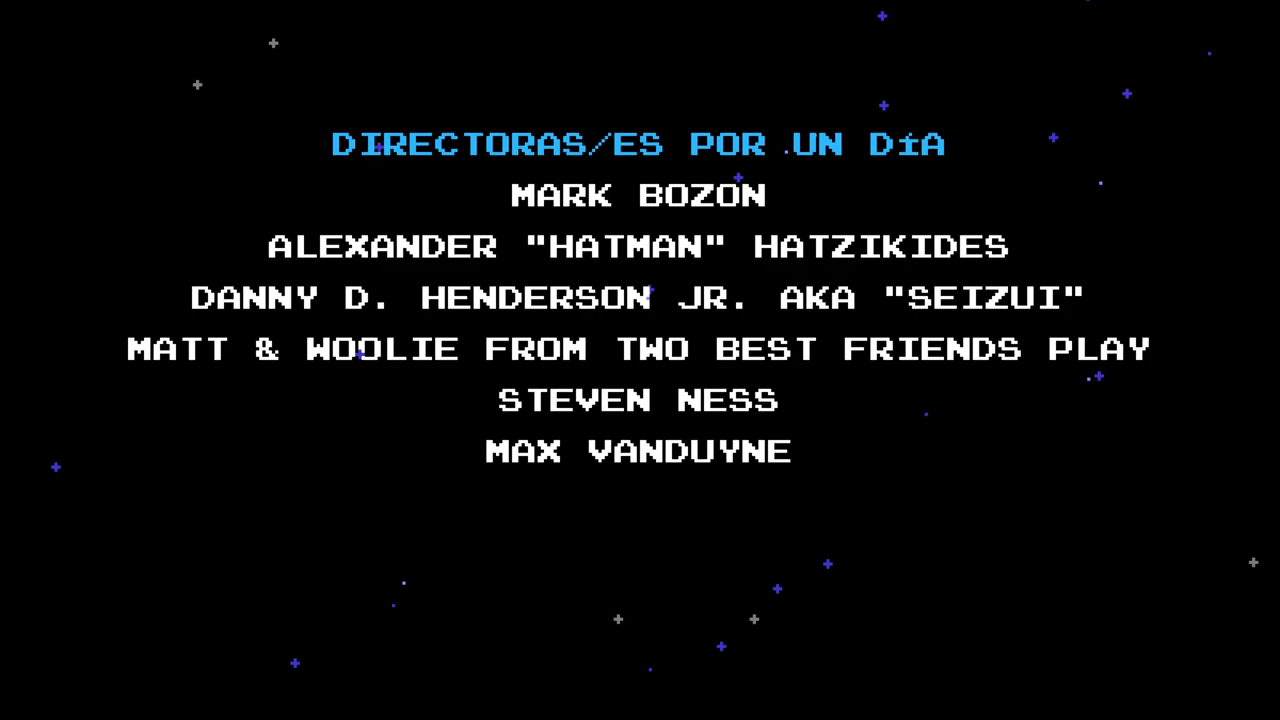 DIRECTORAS/ES POR UN DíA
MARK BOZON
ALEXANDER "HATMAN" HATZIKIDES
DANNY D. HENDERSON JR. AKA "SEIZUI"
MATT & WOOLIE FROM TWO BEST FRIENDS PLAY
STEVEN NESS
MAX VANDUYNE